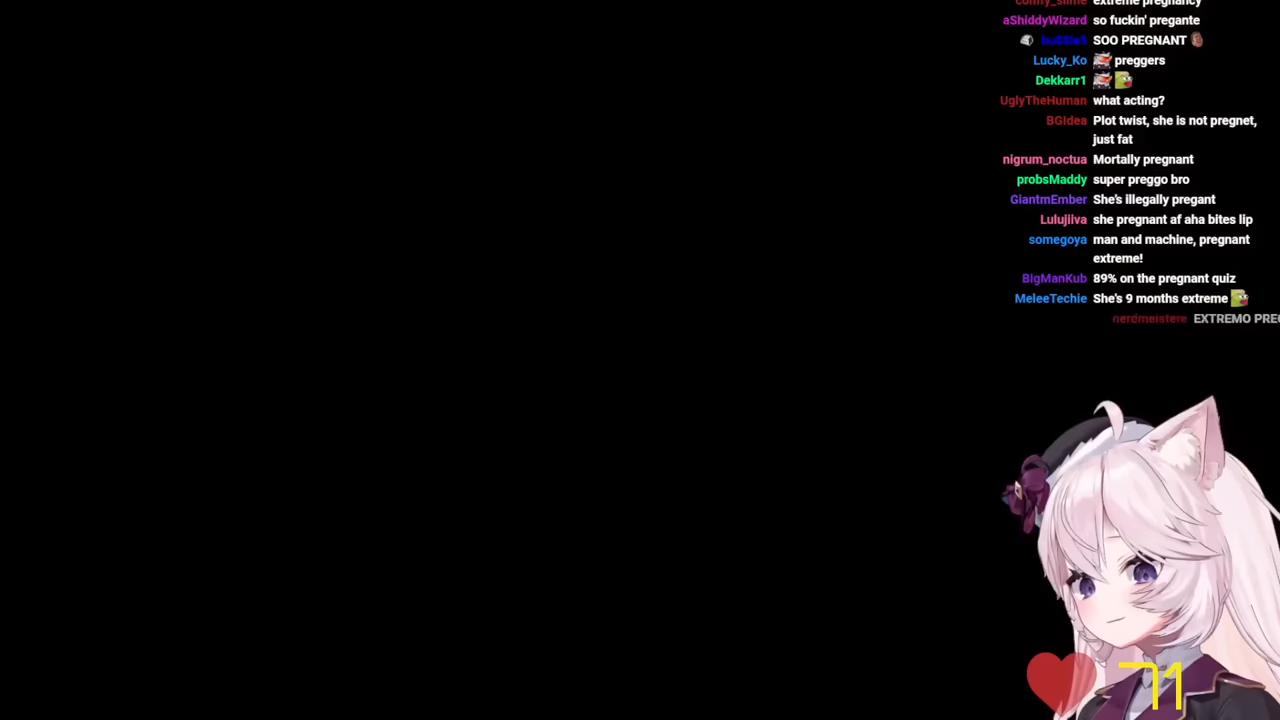 comfy_slime extreme pregnancy
aShiddyWizard so fuckin' pregante
SOO PREGNANT
Lucky_Ko preggers
Dekkarr1
UglyTheHuman what acting?
BGIdea Plot twist, she is not pregnet,
just fat
nigrum_noctua Mortally pregnant
probsMaddy super preggo bro
GiantmEmber She's illegally pregant
Lulujiiva she pregnant af aha bites lip
somegoya man and machine, pregnant
extreme!
BigManKub 89% on the pregnant quiz
MeleeTechie She's 9 months extreme
nerdmeistere EXTREMO PREG
71